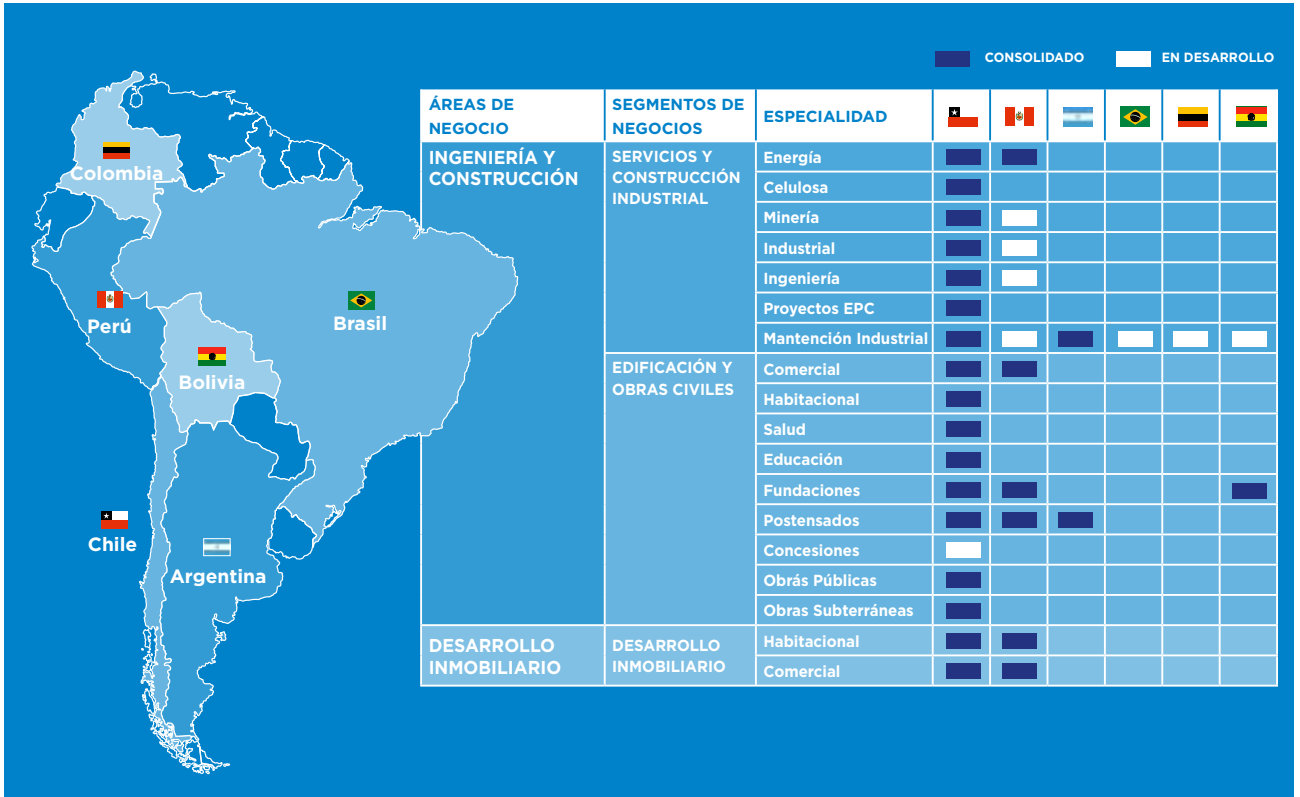 CONSOLIDADO
EN DESARROLLO
ÁREAS DE
NEGOCIO
SEGMENTOS DE
NEGOCIOS
ESPECIALIDAD
INGENIERÍA Y
CONSTRUCCIÓN
SERVICIOS Y
CONSTRUCCIÓN
INDUSTRIAL
Energía
Celulosa
Minería
Industrial
Ingeniería
Proyectos EPC
Mantención Industrial
EDIFICACIÓN Y
OBRAS CIVILES
Comercial
Habitacional
Salud
Educación
Fundaciones
Postensados
Concesiones
Obrás Públicas
Obras Subterráneas
DESARROLLO
INMOBILIARIO
DESARROLLO
INMOBILIARIO
Habitacional
Comercial
Colombia
Perú
Brasil
Bolivia
Chile
Argentina